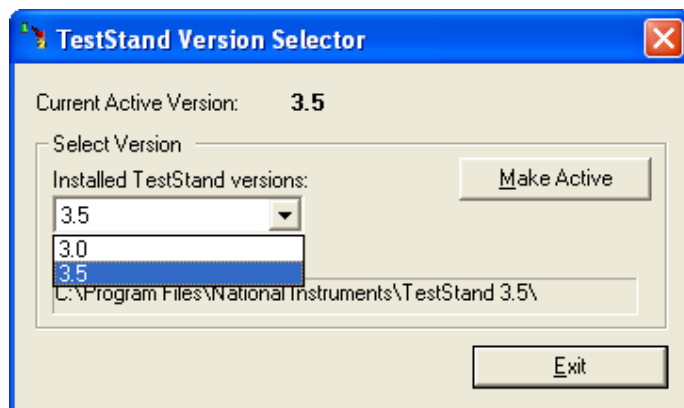 TestStand Version Selector
Current Active Version: 3.5
Select Version
Installed TestStand versions:
Make Active
3.5
3.0
3.5
C:\Program Files\National Instruments\TestStand 3.5\
Exit